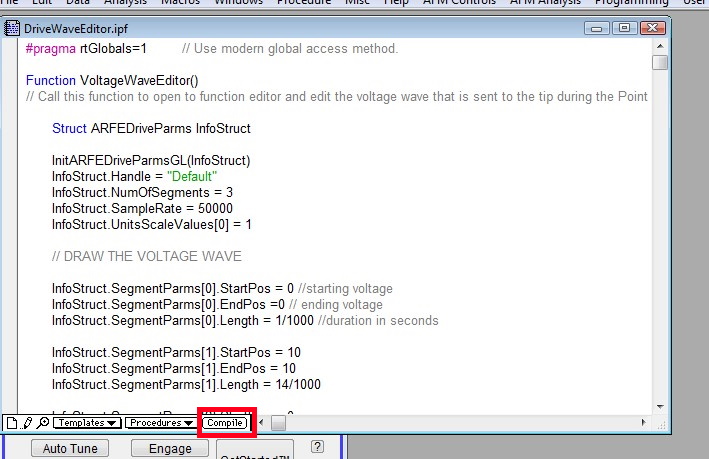 File Edit Data Analysis Macros Windows Procedure Misc Help AFM Controls AFM Analysis Programming User
DriveWaveEditor.ipf
#pragma rtGlobals=1 // Use modern global access method.
Function VoltageWaveEditor()
// Call this function to open to function editor and edit the voltage wave that is sent to the tip during the Point
Struct ARFEDriveParms InfoStruct
InitARFEDriveParmsGL(InfoStruct)
InfoStruct.Handle = "Default"
InfoStruct.NumOfSegments = 3
InfoStruct.SampleRate = 50000
InfoStruct.UnitsScaleValues[0] = 1
// DRAW THE VOLTAGE WAVE
InfoStruct.SegmentParms[0].StartPos = 0 //starting voltage
InfoStruct.SegmentParms[0].EndPos =0 // ending voltage
InfoStruct.SegmentParms[0].Length = 1/1000 //duration in seconds
InfoStruct.SegmentParms[1].StartPos = 10
InfoStruct.SegmentParms[1].EndPos = 10
InfoStruct.SegmentParms[1].Length = 14/1000
Templates Procedures Compile
Auto Tune Engage ?